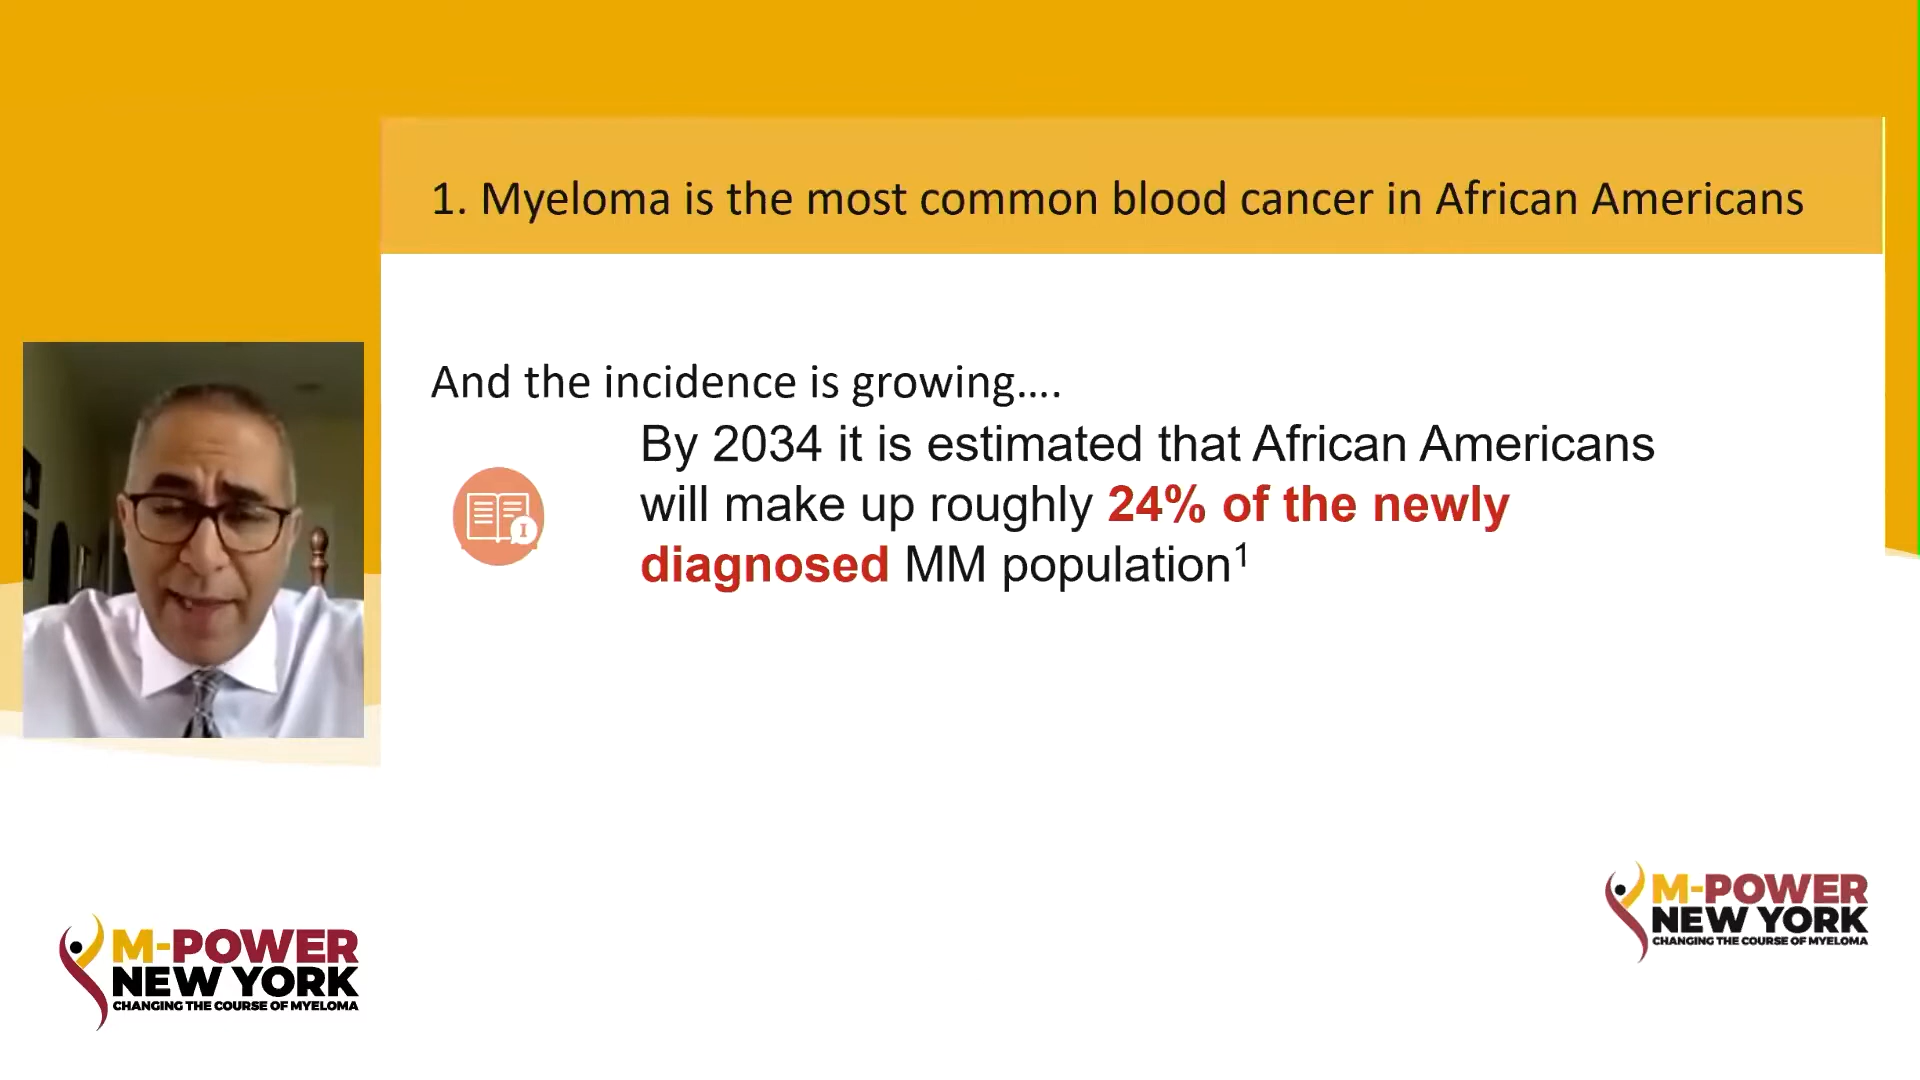 1. Myeloma is the most common blood cancer in African Americans
And the incidence is growing....
By 2034 it is estimated that African Americans
will make up roughly 24% of the newly
diagnosed MM population¹
I
M-POWER
NEW YORK
CHANGING THE COURSE OF MYELOMA
M-POWER
NEW YORK
CHANGING THE COURSE OF MYELOMA